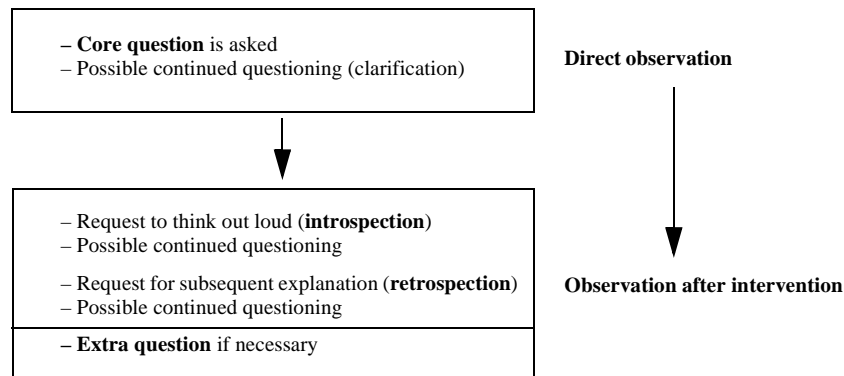 – Core question is asked
– Possible continued questioning (clarification)
Direct observation
– Request to think out loud (introspection)
– Possible continued questioning
– Request for subsequent explanation (retrospection)
– Possible continued questioning
Observation after intervention
– Extra question if necessary